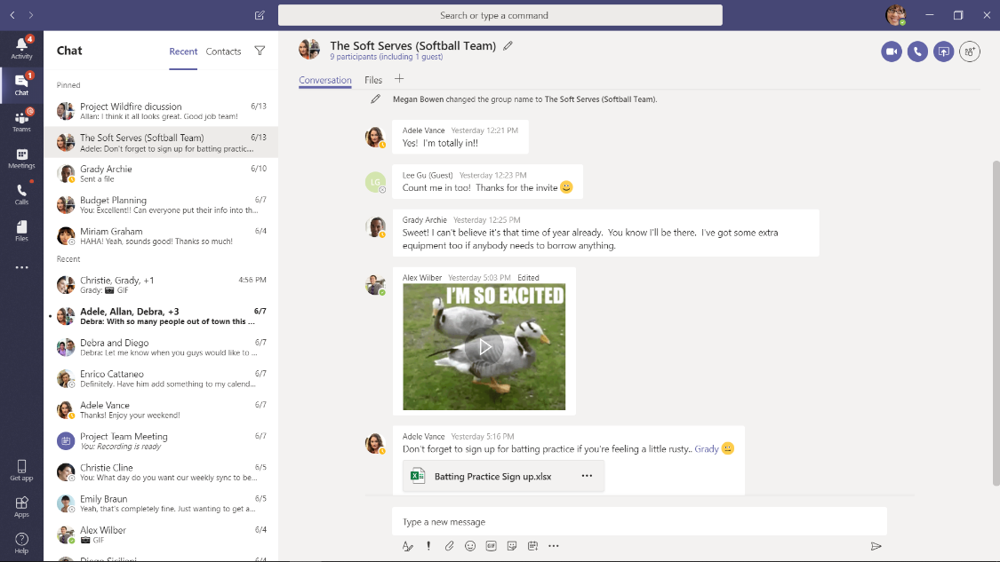 Search or type a command
Activity
4
Chat
1
Teams
@
Meetings
Calls
Files
Get app
Apps
Help
Chat
Recent
Contacts
Pinned
Project Wildfire dicussion 6/13
Allan: I think it all looks great. Good job team!
The Soft Serves (Softball Team) 6/13
Adele: Don't forget to sign up for batting practic...
Grady Archie 6/10
Sent a file
Budget Planning 6/7
You: Excellent!! Can everyone put their info into th...
Miriam Graham 6/4
HAHA! Yeah, sounds good! Thanks so much!
Recent
Christie, Grady, +1 4:56 PM
Grady: GIF
Adele, Allan, Debra, +3 6/7
Debra: With so many people out of town this ...
Debra and Diego 6/7
Debra: Let me know when you guys would like to ...
Enrico Cattaneo 6/7
Definitely. Have him add something to my calend...
Adele Vance 6/7
Thanks! Enjoy your weekend!
Project Team Meeting 6/7
You: Recording is ready
Christie Cline 6/5
You: What day do you want our weekly sync to be...
Emily Braun 6/5
Yeah, that's completely fine. Just wanting to get a...
Alex Wilber 6/4
GIF
Diego Siciliani 6/4
The Soft Serves (Softball Team)
9 participants (including 1 guest)
Conversation Files
Megan Bowen changed the group name to The Soft Serves (Softball Team).
Adele Vance Yesterday 12:21 PM
Yes! I'm totally in!!
LG
Lee Gu (Guest) Yesterday 12:23 PM
Count me in too! Thanks for the invite
Grady Archie Yesterday 12:25 PM
Sweet! I can't believe it's that time of year already. You know I'll be there. I've got some extra
equipment too if anybody needs to borrow anything.
Alex Wilber Yesterday 5:03 PM Edited
I'M SO EXCITED
Adele Vance Yesterday 5:16 PM
Don't forget to sign up for batting practice if you're feeling a little rusty.. Grady
Batting Practice Sign up.xlsx
Type a new message
GIF